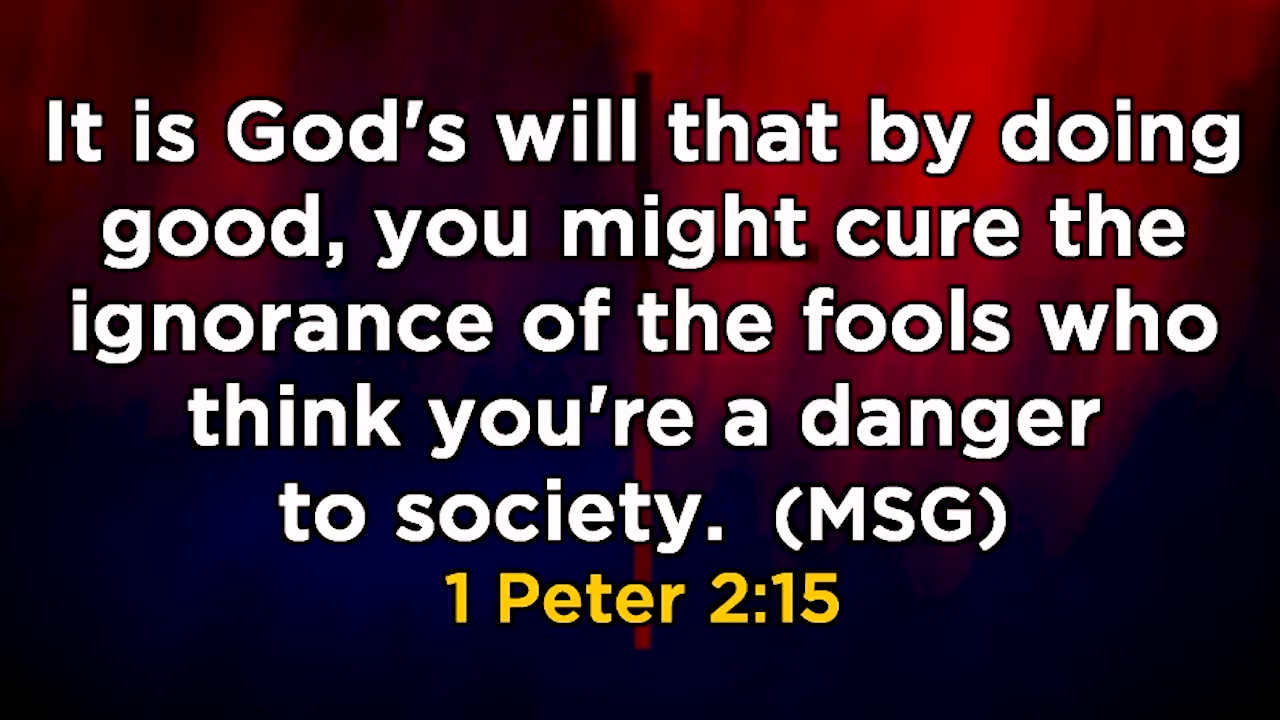 It is God's will that by doing
good, you might cure the
ignorance of the fools who
think you're a danger
to society. (MSG)
1 Peter 2:15